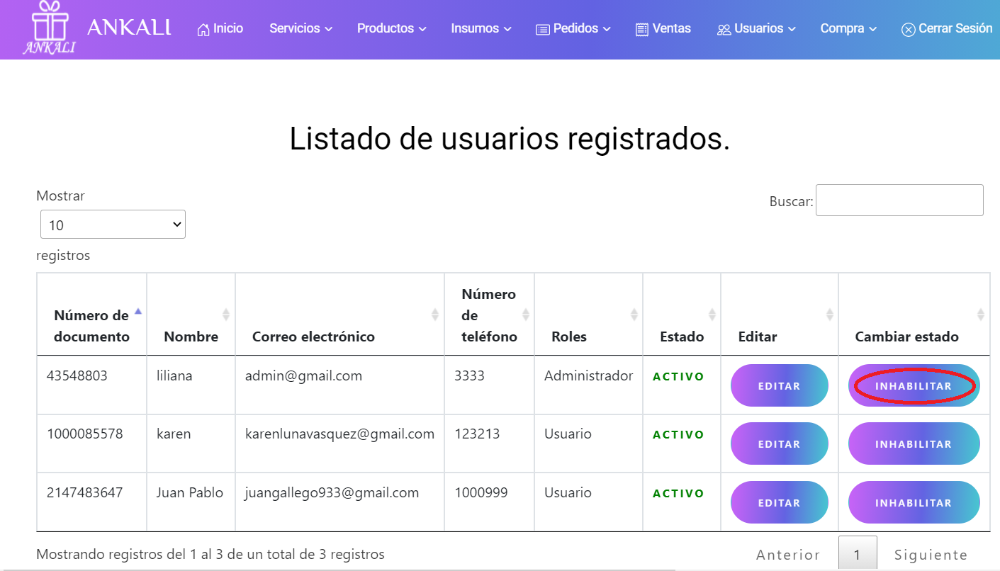 ANKALI
ANKALI Inicio Servicios Productos Insumos Pedidos Ventas Usuarios Compra Cerrar Sesión
Listado de usuarios registrados.
Mostrar
Buscar:
10
registros
Número de documento Nombre Correo electrónico Número de teléfono Roles Estado Editar Cambiar estado
43548803 liliana admin@gmail.com 3333 Administrador ACTIVO EDITAR INHABILITAR
1000085578 karen karenlunavasquez@gmail.com 123213 Usuario ACTIVO EDITAR INHABILITAR
2147483647 Juan Pablo juangallego933@gmail.com 1000999 Usuario ACTIVO EDITAR INHABILITAR
Mostrando registros del 1 al 3 de un total de 3 registros Anterior 1 Siguiente